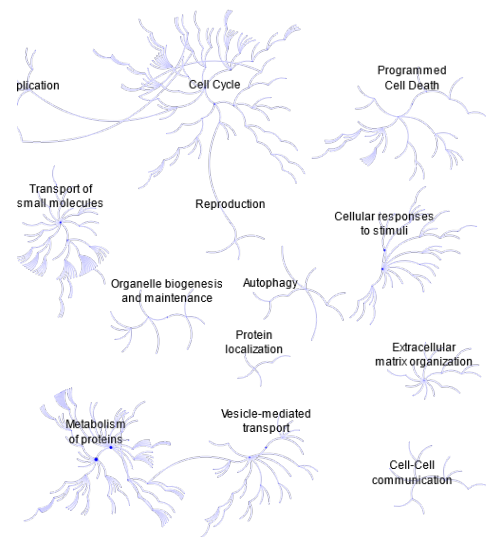 plication
Cell Cycle
Programmed
Cell Death
Transport of
small molecules
Reproduction
Cellular responses
to stimuli
Organelle biogenesis
and maintenance
Autophagy
Protein
localization
Extracellular
matrix organization
Metabolism
of proteins
Vesicle-mediated
transport
Cell-Cell
communication